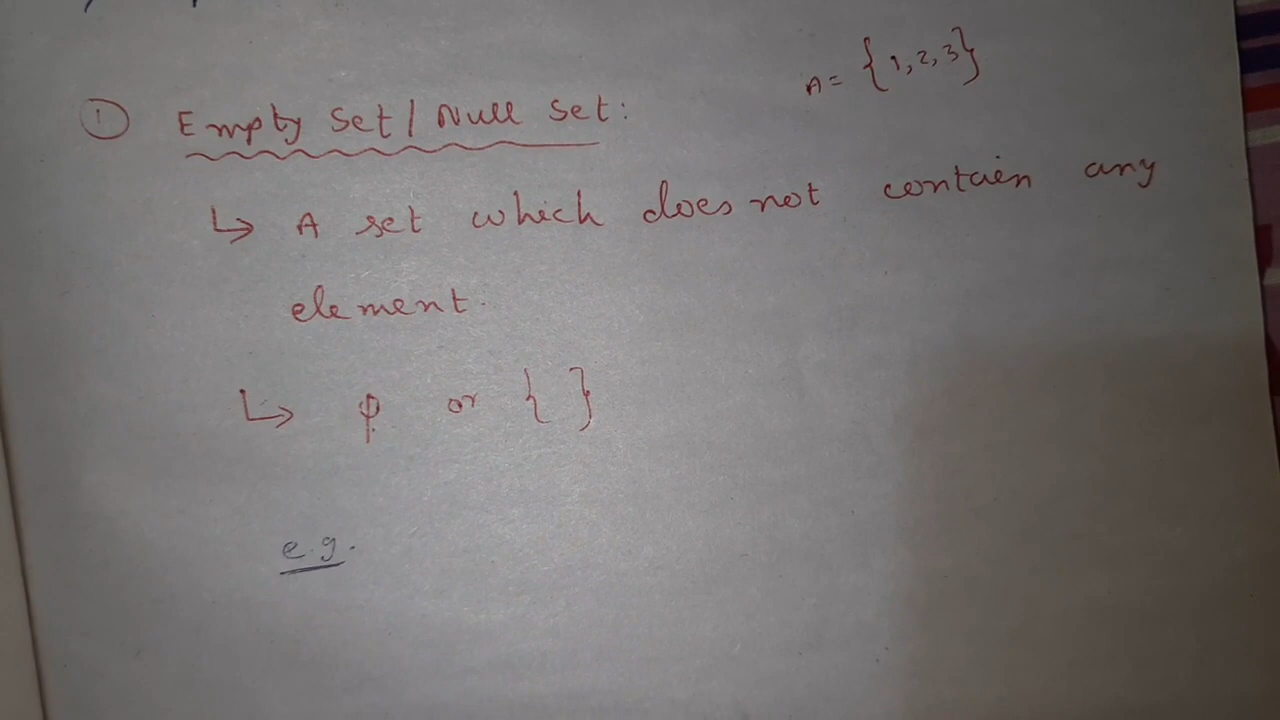 A = {1, 2, 3}
① Empty Set / Null Set:
↳ A set which does not contain any
element.
↳ φ or { }
e.g.